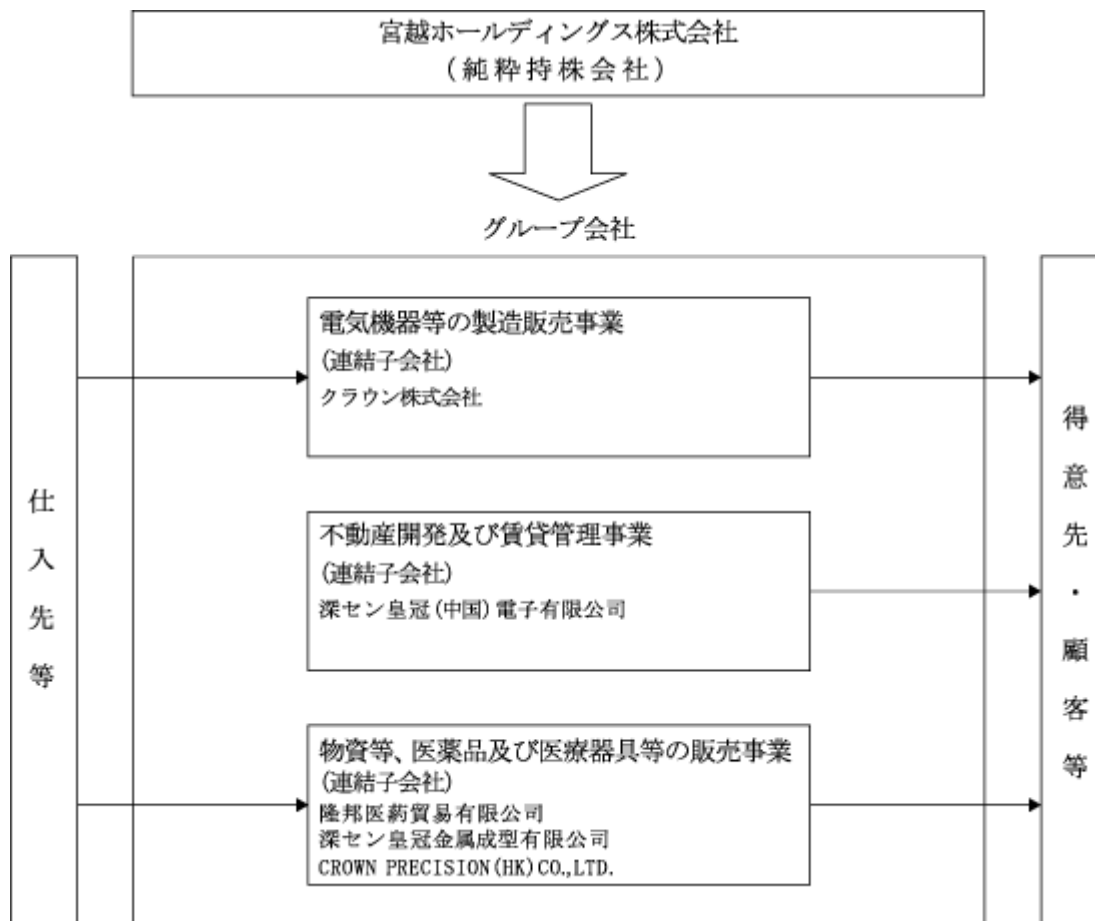 宮越ホールディングス株式会社
(純粋持株会社)
グループ会社
仕入先等
電気機器等の製造販売事業
(連結子会社)
クラウン株式会社
不動産開発及び賃貸管理事業
(連結子会社)
深セン皇冠(中国)電子有限公司
物資等、医薬品及び医療器具等の販売事業
(連結子会社)
隆邦医葯貿易有限公司
深セン皇冠金属成型有限公司
CROWN PRECISION(HK)CO.,LTD.
得意先・顧客等